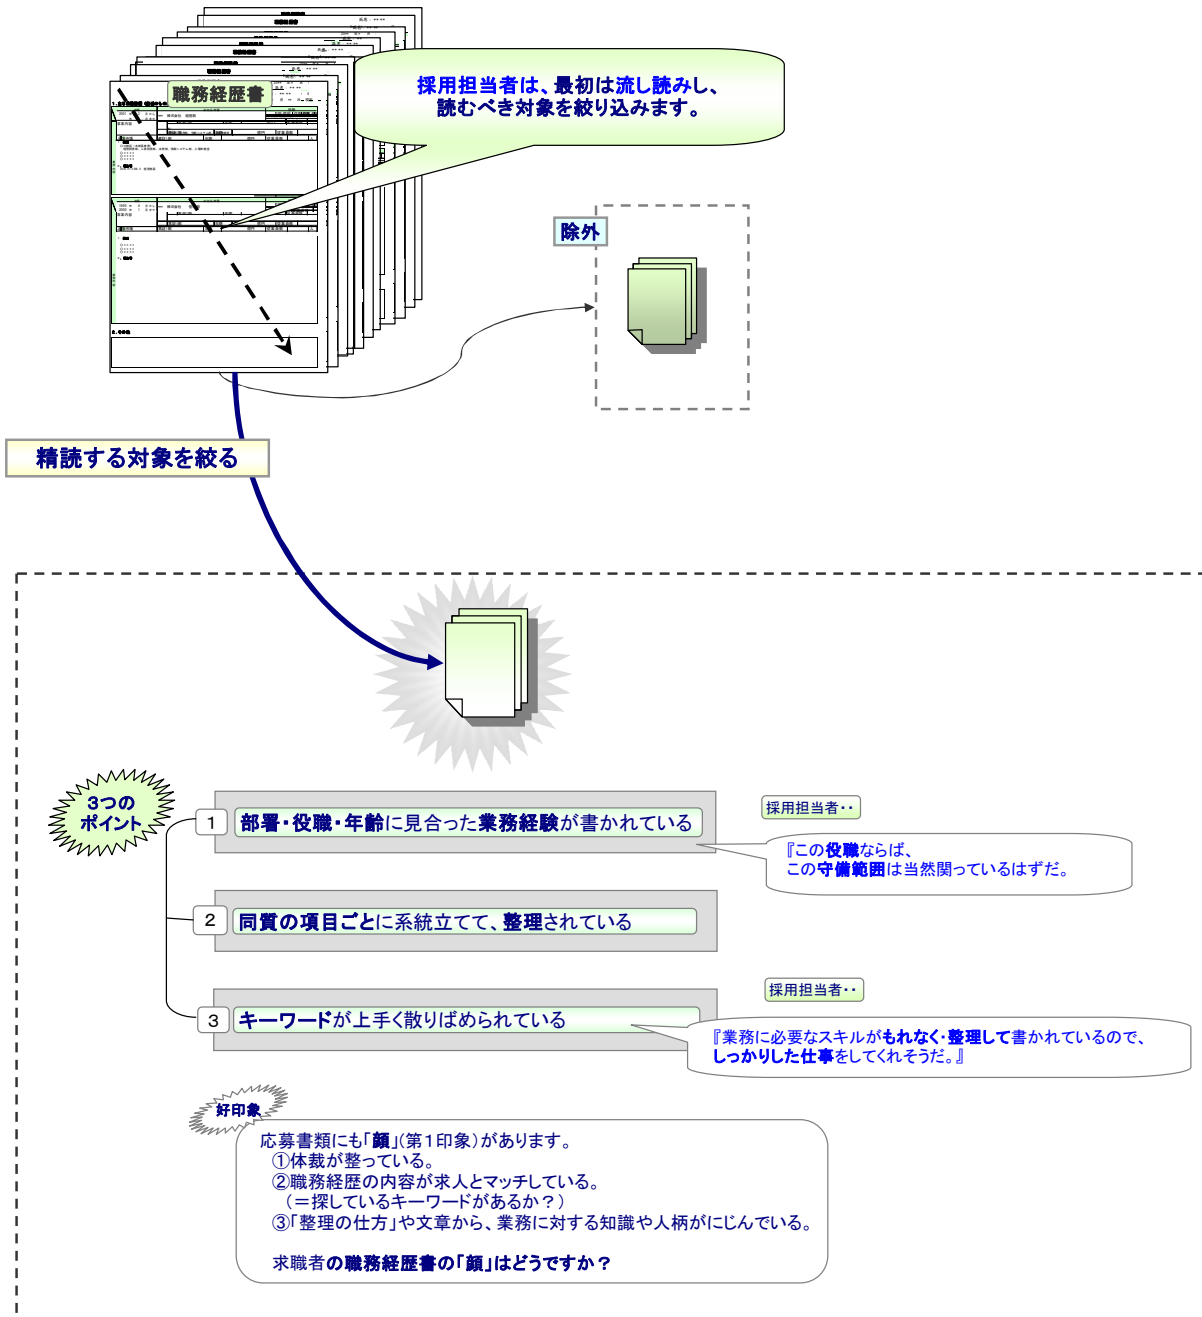 職務経歴書
採用担当者は、最初は流し読みし、
読むべき対象を絞り込みます。
除外
精読する対象を絞る
3つの
ポイント
1
部署・役職・年齢に見合った業務経験が書かれている
採用担当者・・
『この役職ならば、
この守備範囲は当然関っているはずだ。
2
同質の項目ごとに系統立てて、整理されている
採用担当者・・
3
キーワードが上手く散りばめられている
『業務に必要なスキルがもれなく・整理して書かれているので、
しっかりした仕事をしてくれそうだ。』
好印象
応募書類にも「顔」(第1印象)があります。
①体裁が整っている。
②職務経歴の内容が求人とマッチしている。
(=探しているキーワードがあるか?)
③「整理の仕方」や文章から、業務に対する知識や人柄がにじんでいる。
求職者の職務経歴書の「顔」はどうですか?